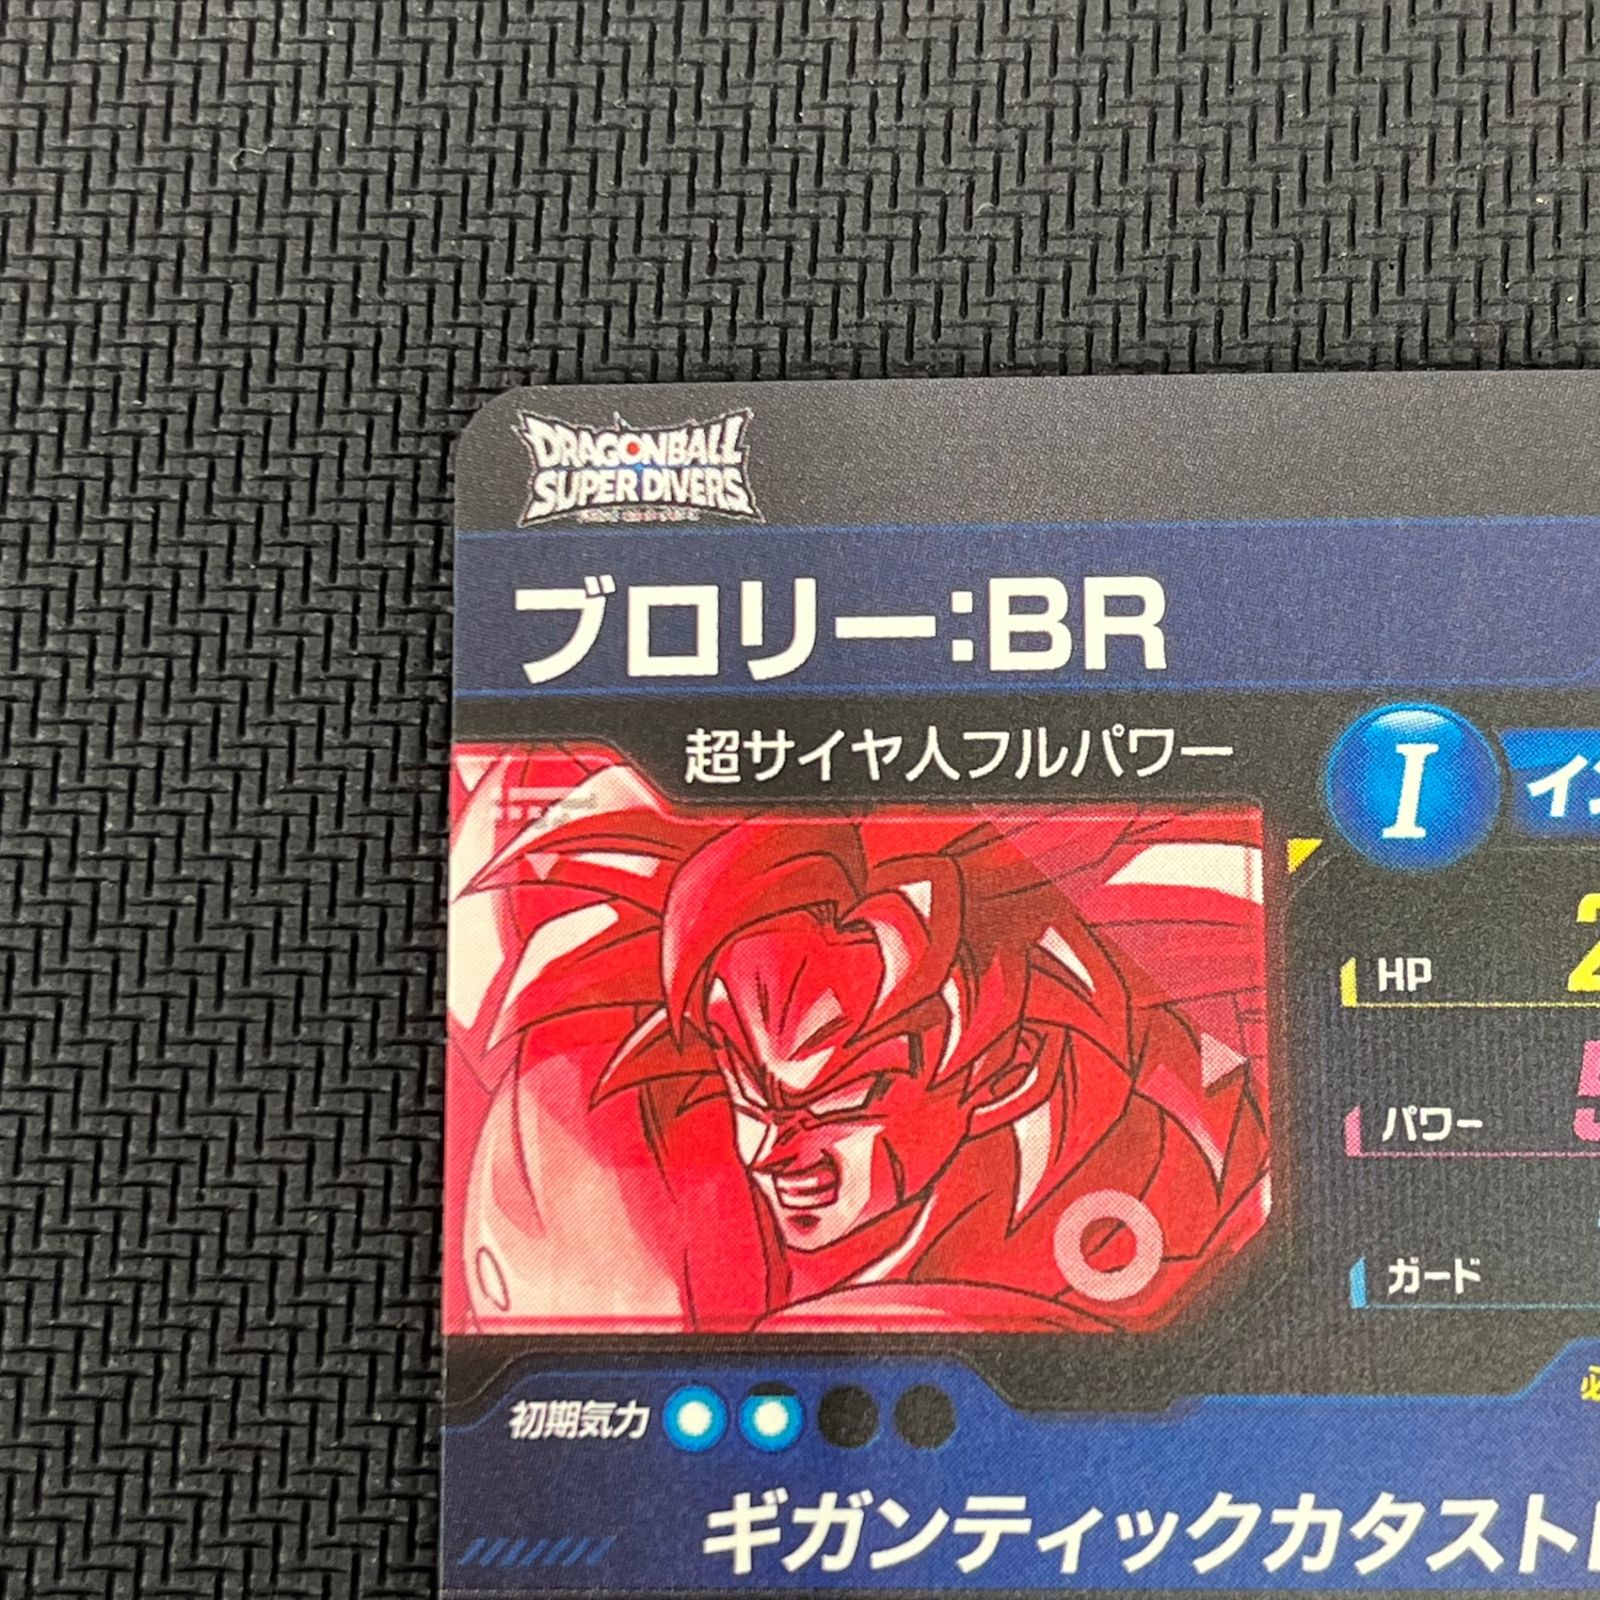 DRAGONBALL
SUPER DIVERS
ブロリー:BR
超サイヤ人フルパワー
I
HP
パワー
ガード
初期気力
ギガンティックカタスト